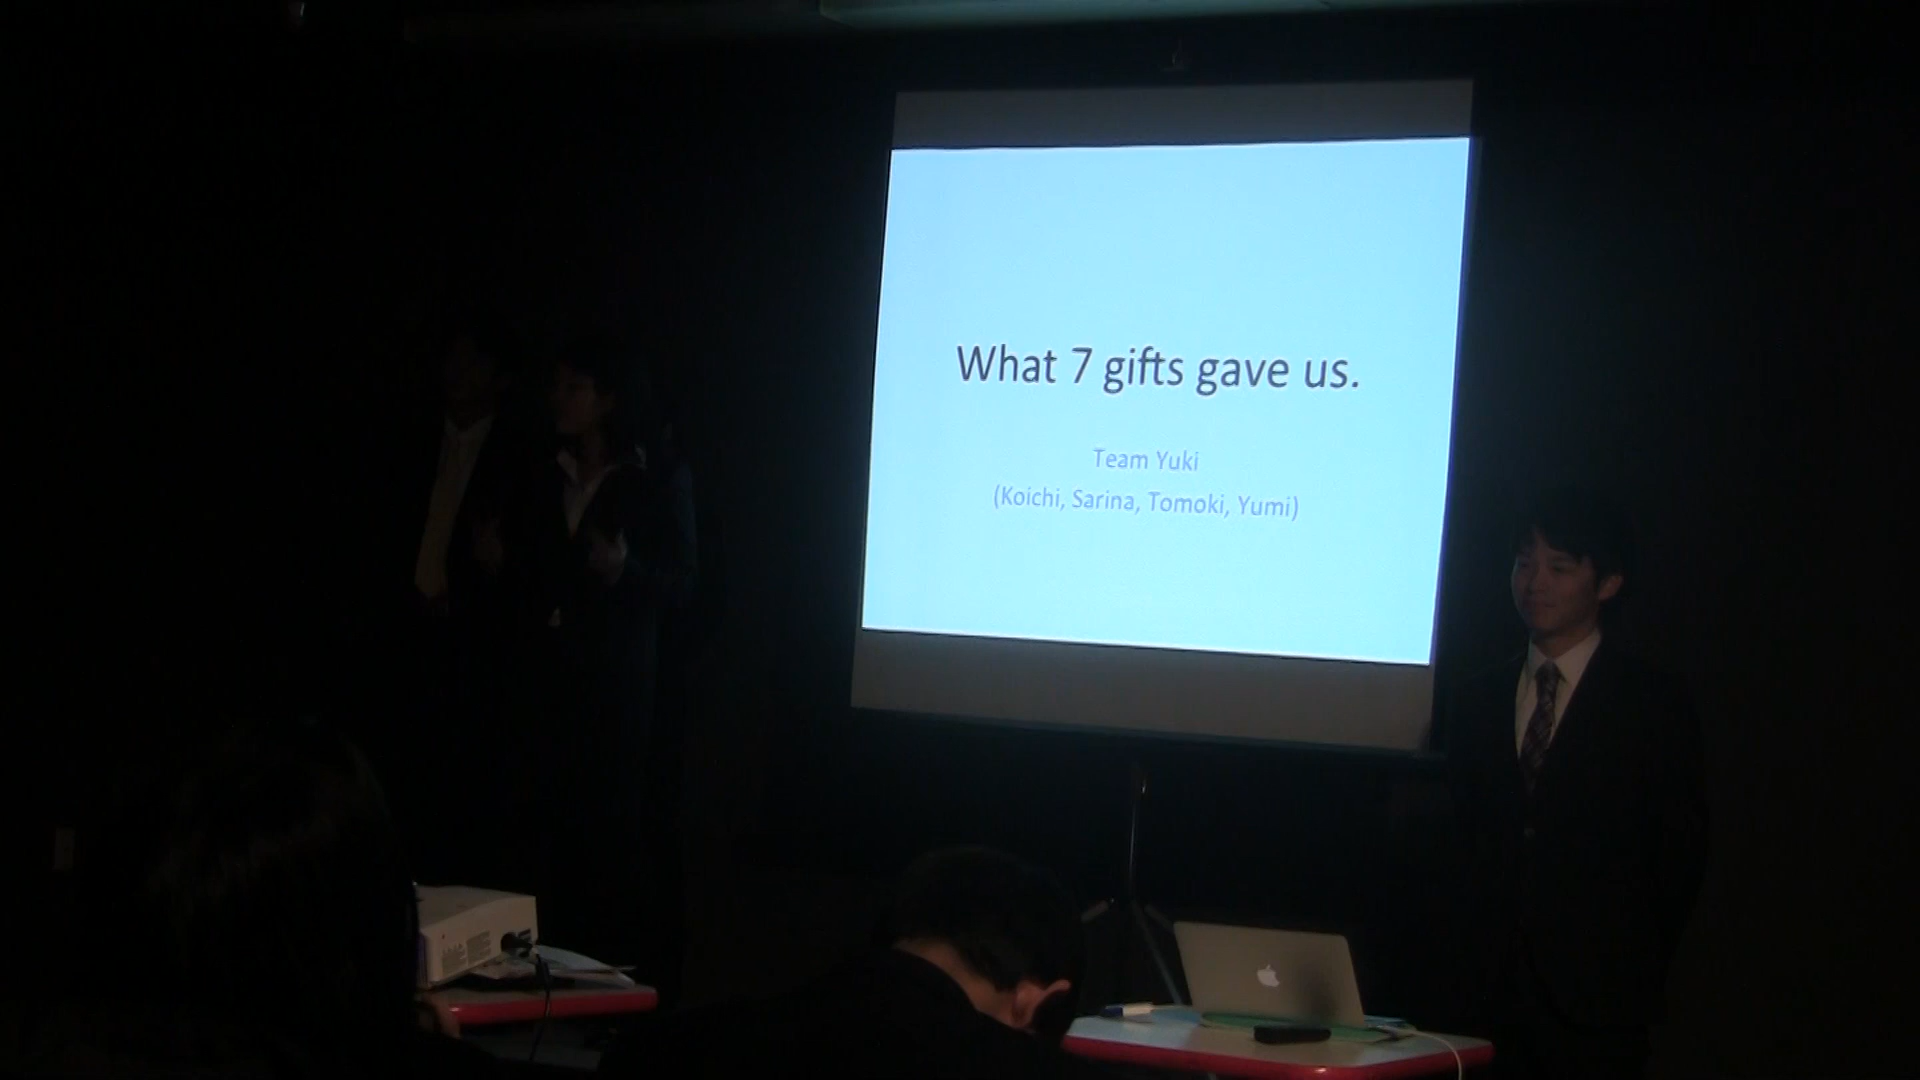 What 7 gifts gave us.
Team Yuki
(Koichi, Sarina, Tomoki, Yumi)